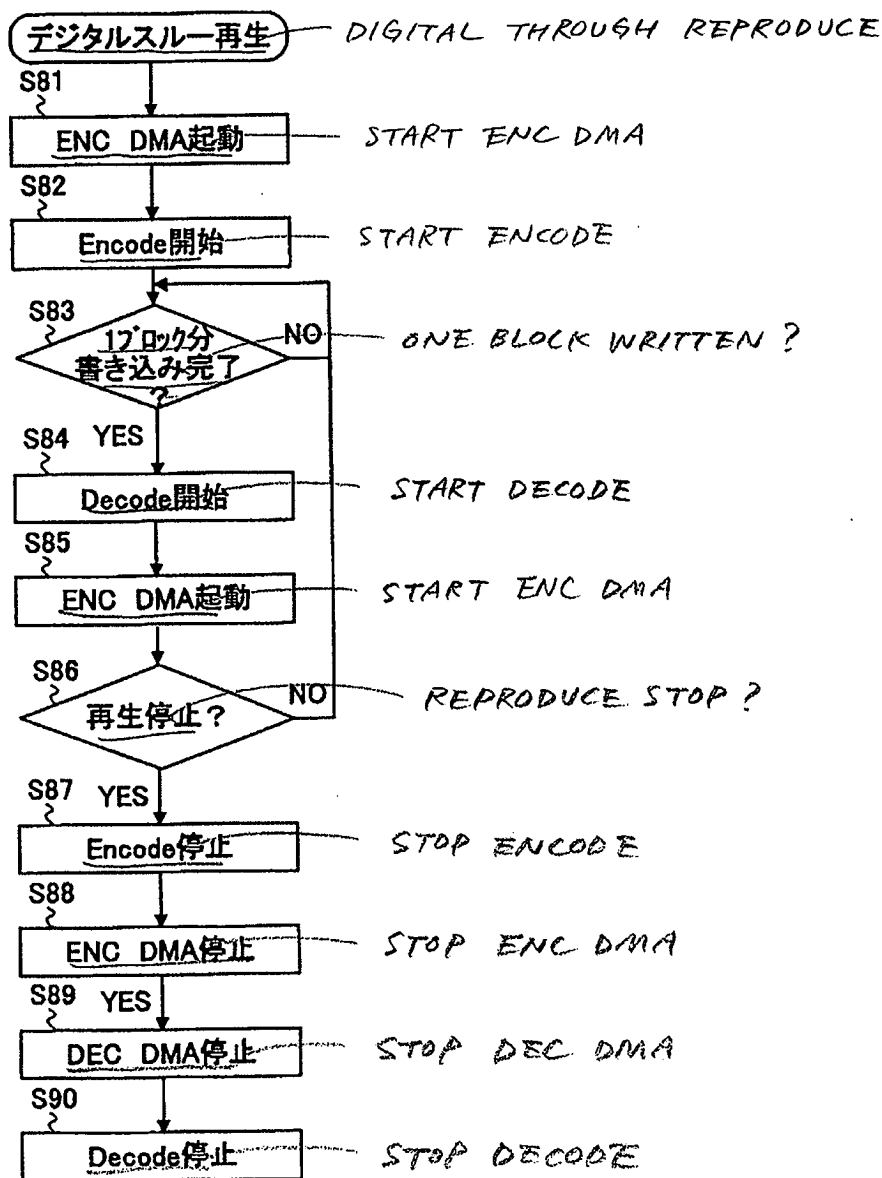 デジタルスルー再生 DIGITAL THROUGH REPRODUCE
S81
ENC DMA起動 START ENC DMA
S82
Encode開始 START ENCODE
S83
1ブロック分 NO ONE BLOCK WRITTEN ?
書き込み完了
?
S84 YES
Decode開始 START DECODE
S85
ENC DMA起動 START ENC DMA
S86
NO
再生停止? REPRODUCE STOP ?
S87 YES
Encode停止 STOP ENCODE
S88
ENC DMA停止 STOP ENC DMA
S89 YES
DEC DMA停止 STOP DEC DMA
S90
Decode停止 STOP DECODE